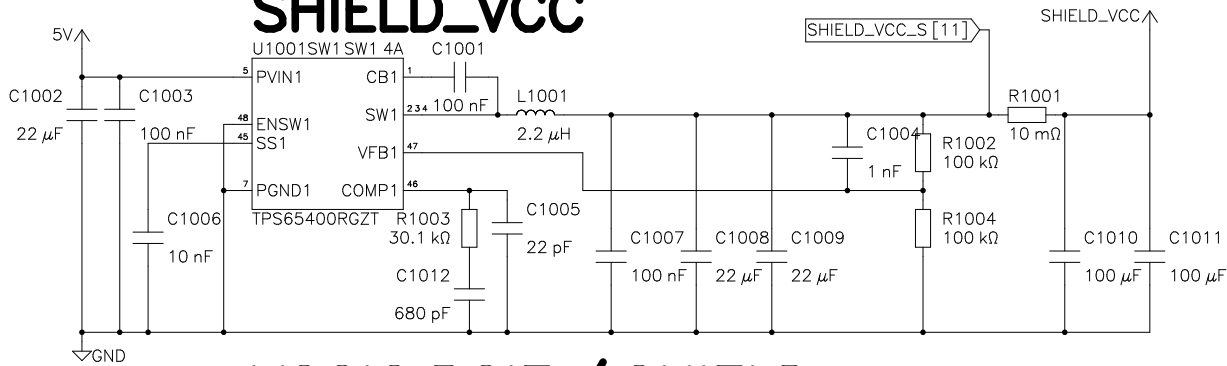 SHIELD_VCC
SHIELD_VCC
5V
SHIELD_VCC_S [11]
U1001SW1 SW1 4A
C1001
100 nF
5 PVIN1
CB1 1
48 ENSW1
SW1 234
45 SS1
VFB1 47
7 PGND1
COMP1 46
TPS65400RGZT
C1002
22 µF
C1003
100 nF
L1001
2.2 µH
R1001
10 mΩ
C1004
1 nF
R1002
100 kΩ
C1006
10 nF
R1003
30.1 kΩ
C1005
22 pF
R1004
100 kΩ
C1012
680 pF
C1007
100 nF
C1008
22 µF
C1009
22 µF
C1010
100 µF
C1011
100 µF
GND